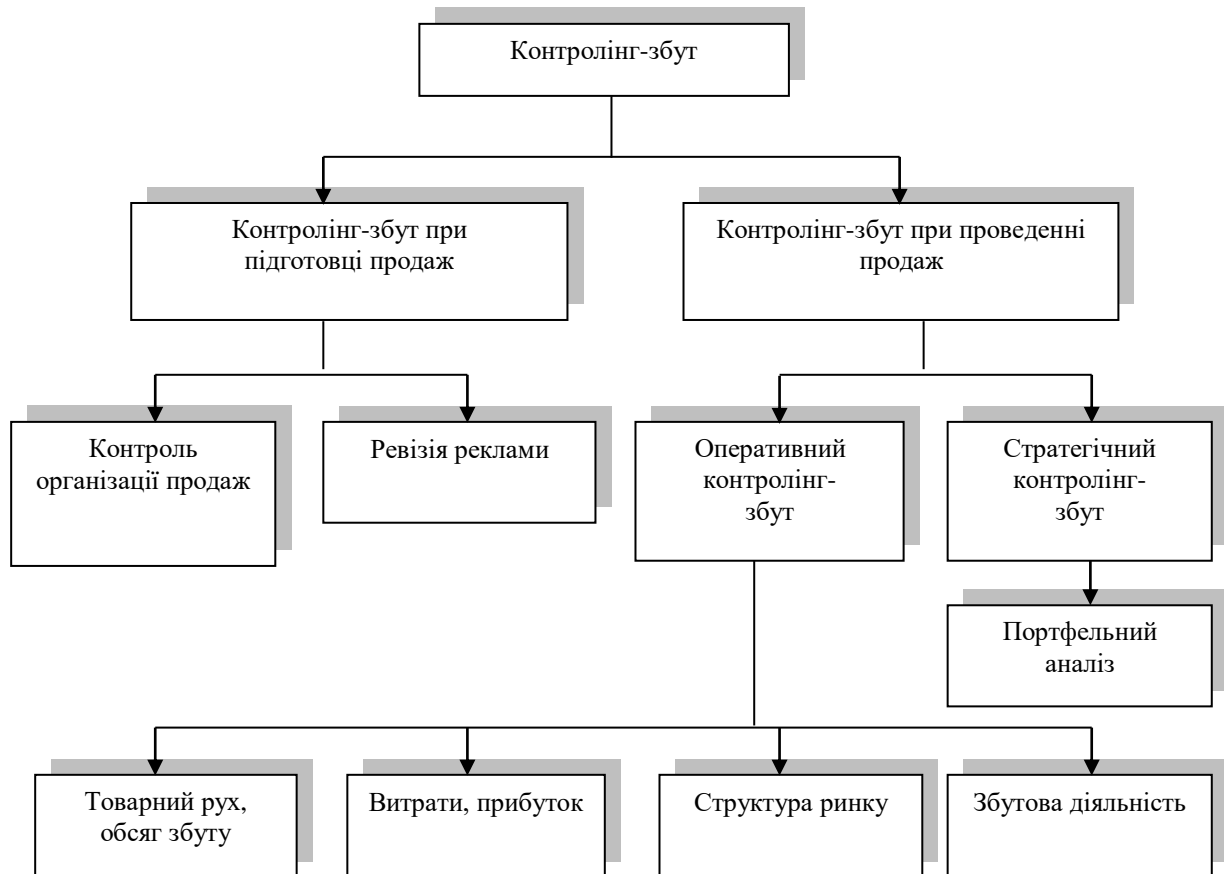 Контролінг-збут
Контролінг-збут при
підготовці продаж
Контролінг-збут при проведенні
продаж
Контроль
організації продаж
Ревізія реклами
Оперативний
контролінг-
збут
Стратегічний
контролінг-
збут
Портфельний
аналіз
Товарний рух,
обсяг збуту
Витрати, прибуток
Структура ринку
Збутова діяльність